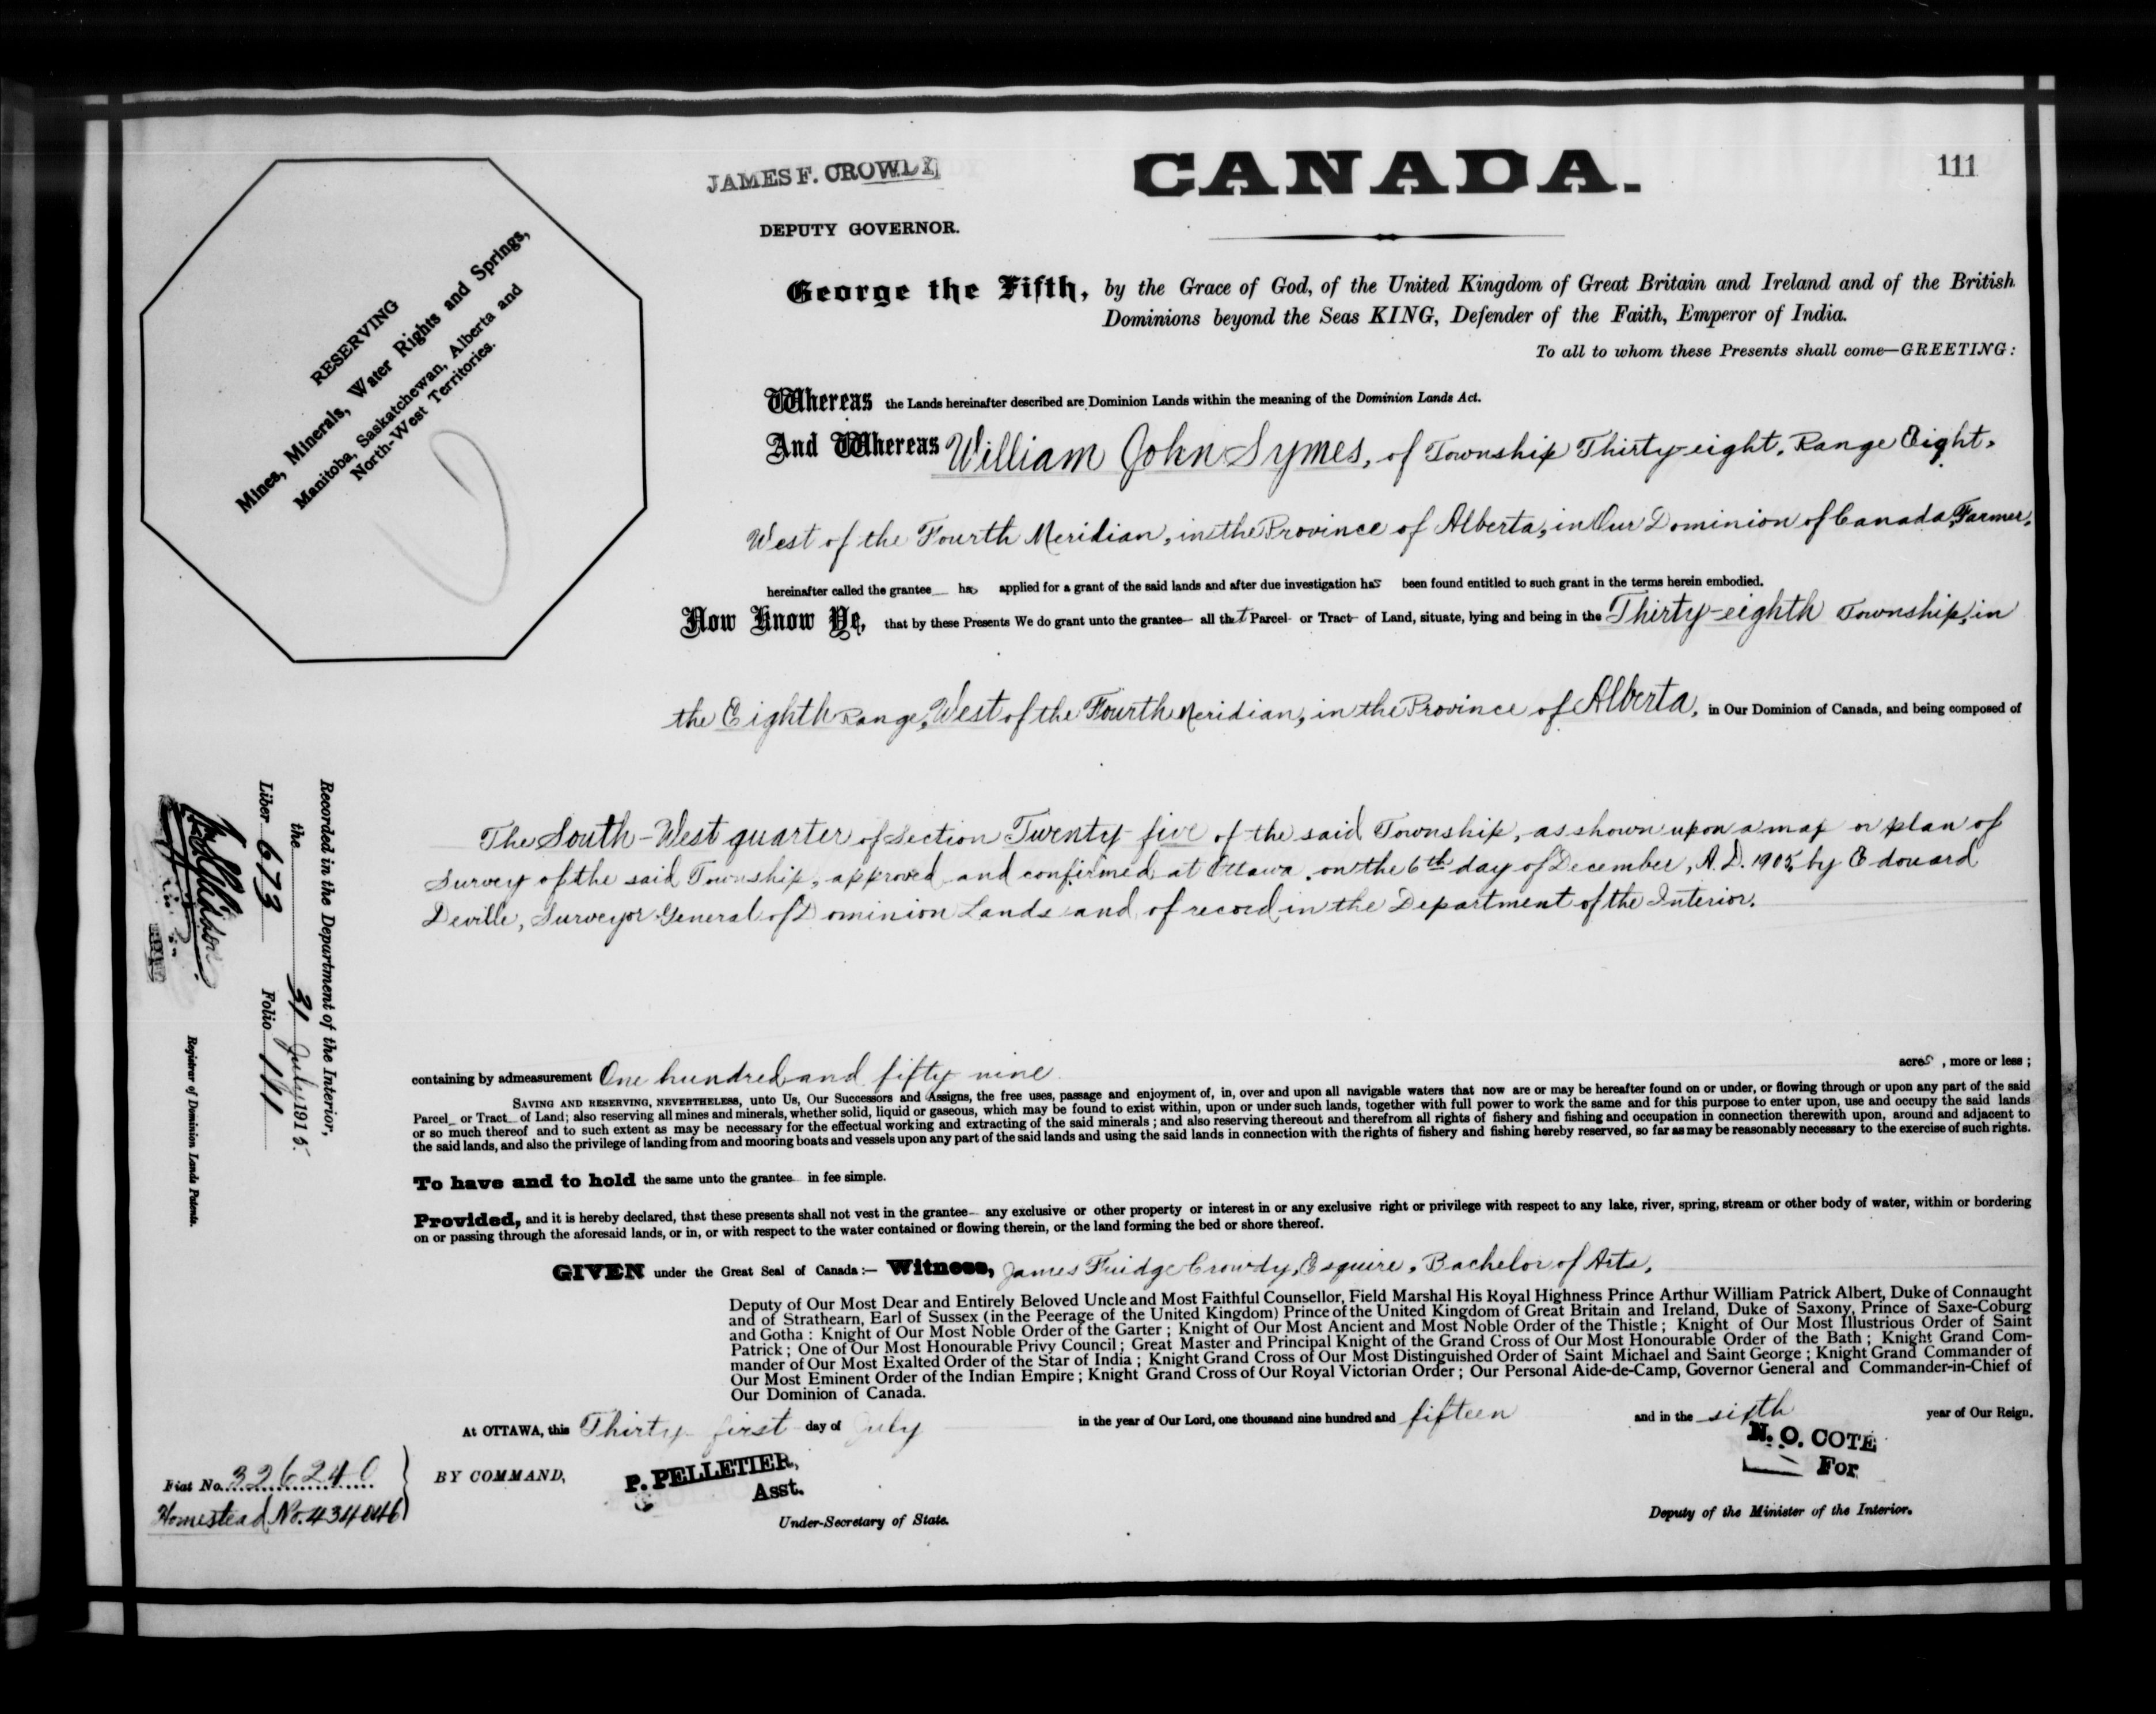 JAMES F. CROWDY
CANADA.
111
DEPUTY GOVERNOR.
RESERVING
Mines, Minerals, Water Rights and Springs,
Manitoba, Saskatchewan, Alberta and
North-West Territories.
George the Fifth, by the Grace of God, of the United Kingdom of Great Britain and Ireland and of the British
Dominions beyond the Seas KING, Defender of the Faith, Emperor of India.
To all to whom these Presents shall come—GREETING:
Whereas the Lands hereinafter described are Dominion Lands within the meaning of the Dominion Lands Act.
And Whereas William John Symes, of Township Thirty-eight, Range Eight,
West of the Fourth Meridian, in the Province of Alberta, in Our Dominion of Canada, Farmer,
hereinafter called the grantee has applied for a grant of the said lands and after due investigation has been found entitled to such grant in the terms herein embodied.
Now Know Ye, that by these Presents We do grant unto the grantee— all that Parcel or Tract of Land, situate, lying and being in the Thirty-eighth Township, in
the Eighth Range, West of the Fourth Meridian, in the Province of Alberta, in Our Dominion of Canada, and being composed of
The South-West quarter of Section Twenty-five of the said Township, as shown upon a map or plan of
Survey of the said Township, approved and confirmed at Ottawa, on the 6th day of December, A.D. 1905, by Edouard
Deville, Surveyor General of Dominion Lands and of record in the Department of the Interior.
containing by admeasurement One hundred and fifty nine acres, more or less;
SAVING AND RESERVING, NEVERTHELESS, unto Us, Our Successors and Assigns, the free uses, passage and enjoyment of, in, over and upon all navigable waters that now are or may be hereafter found on or under, or flowing through or upon any part of the said
Parcel or Tract of Land; also reserving all mines and minerals, whether solid, liquid or gaseous, which may be found to exist within, upon or under such lands, together with full power to work the same and for this purpose to enter upon, use and occupy the said lands
or so much thereof and to such extent as may be necessary for the effectual working and extracting of the said minerals; and also reserving thereout and therefrom all rights of fishery and fishing and occupation in connection therewith upon, around and adjacent to
the said lands, and also the privilege of landing from and mooring boats and vessels upon any part of the said lands and using the said lands in connection with the rights of fishery and fishing hereby reserved, so far as may be reasonably necessary to the exercise of such rights.
To have and to hold the same unto the grantee in fee simple.
Provided, and it is hereby declared, that these presents shall not vest in the grantee— any exclusive or other property or interest in or any exclusive right or privilege with respect to any lake, river, spring, stream or other body of water, within or bordering
on or passing through the aforesaid lands, or in, or with respect to the water contained or flowing therein, or the land forming the bed or shore thereof.
GIVEN under the Great Seal of Canada:— Witness, James Fuidge Crowdy, Esquire, Bachelor of Arts,
Deputy of Our Most Dear and Entirely Beloved Uncle and Most Faithful Counsellor, Field Marshal His Royal Highness Prince Arthur William Patrick Albert, Duke of Connaught
and of Strathearn, Earl of Sussex (in the Peerage of the United Kingdom) Prince of the United Kingdom of Great Britain and Ireland, Duke of Saxony, Prince of Saxe-Coburg
and Gotha: Knight of Our Most Noble Order of the Garter; Knight of Our Most Ancient and Most Noble Order of the Thistle; Knight of Our Most Illustrious Order of Saint
Patrick; One of Our Most Honourable Privy Council; Great Master and Principal Knight of the Grand Cross of Our Most Honourable Order of the Bath; Knight Grand Com-
mander of Our Most Exalted Order of the Star of India; Knight Grand Cross of Our Most Distinguished Order of Saint Michael and Saint George; Knight Grand Commander of
Our Most Eminent Order of the Indian Empire; Knight Grand Cross of Our Royal Victorian Order; Our Personal Aide-de-Camp, Governor General and Commander-in-Chief of
Our Dominion of Canada.
At OTTAWA, this Thirty first day of July in the year of Our Lord, one thousand nine hundred and fifteen and in the sixth year of Our Reign.
BY COMMAND,
P. PELLETIER,
Asst.
Under-Secretary of State.
N. O. COTE
For
Deputy of the Minister of the Interior.
Fiat No. 326240
Homestead No. 434046
Recorded in the Department of the Interior,
the 31 July 1915.
Liber 673 Folio 111
Registrar of Dominion Lands Patents.